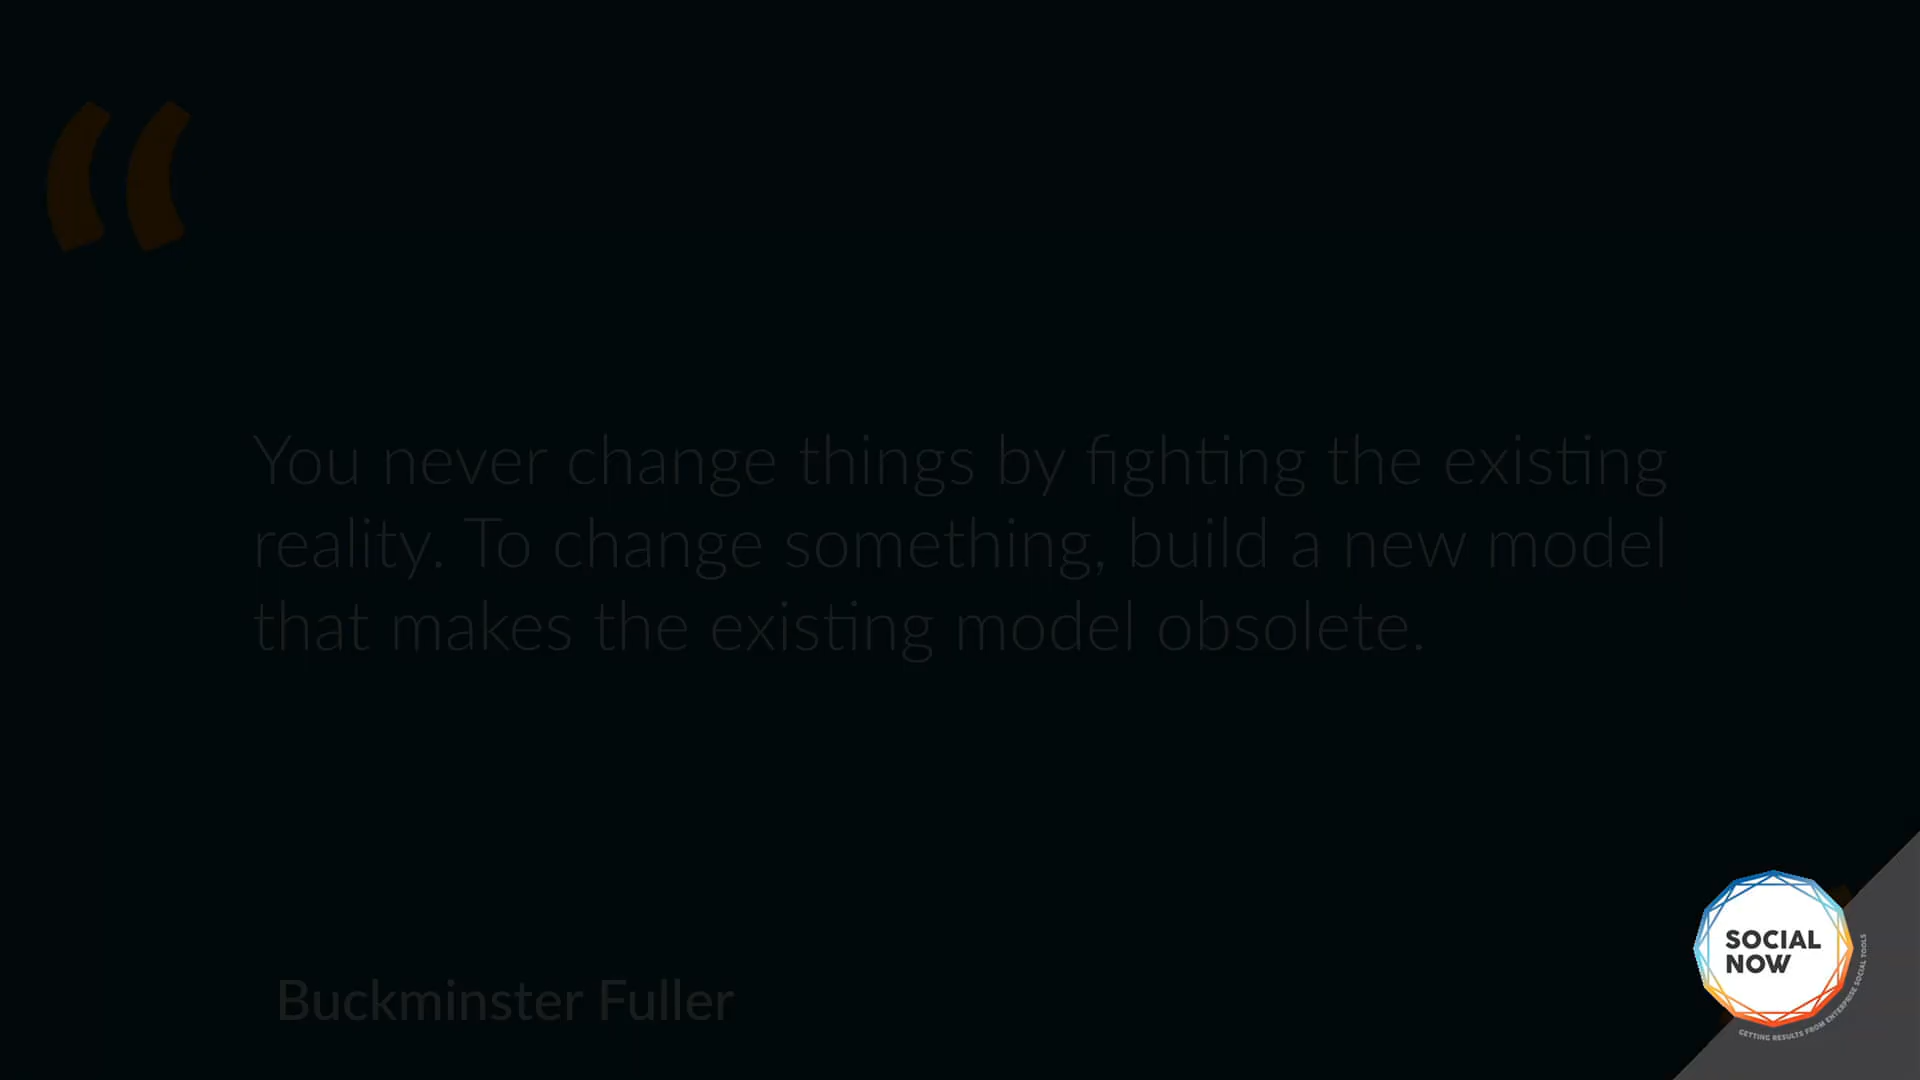 “
You never change things by fighting the existing
reality. To change something, build a new model
that makes the existing model obsolete.
Buckminster Fuller
SOCIAL
NOW
GETTING RESULTS FROM ENTERPRISE SOCIAL TOOLS